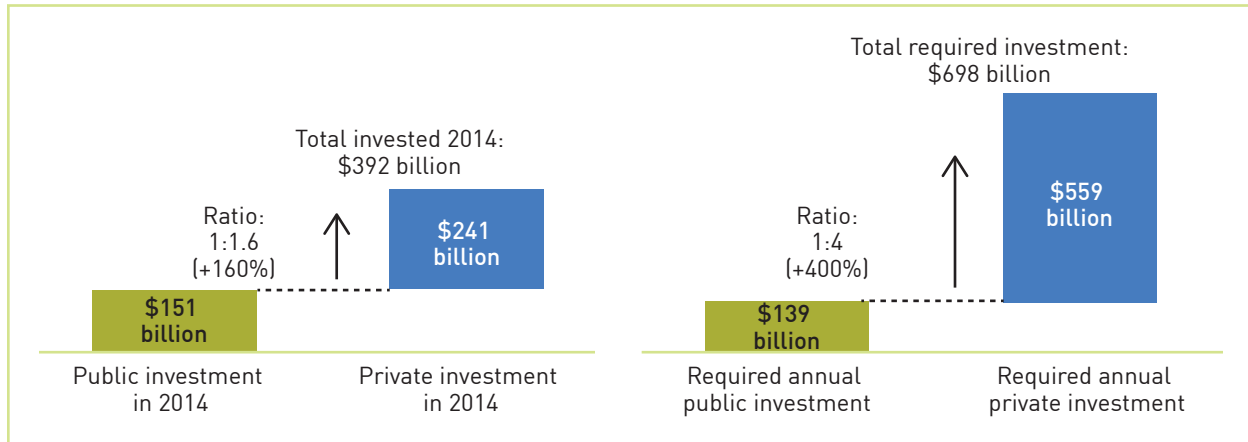 Total invested 2014:
$392 billion
Ratio:
1:1.6
(+160%)
$241
billion
$151
billion
Public investment
in 2014
Private investment
in 2014
Total required investment:
$698 billion
Ratio:
1:4
(+400%)
$559
billion
$139
billion
Required annual
public investment
Required annual
private investment